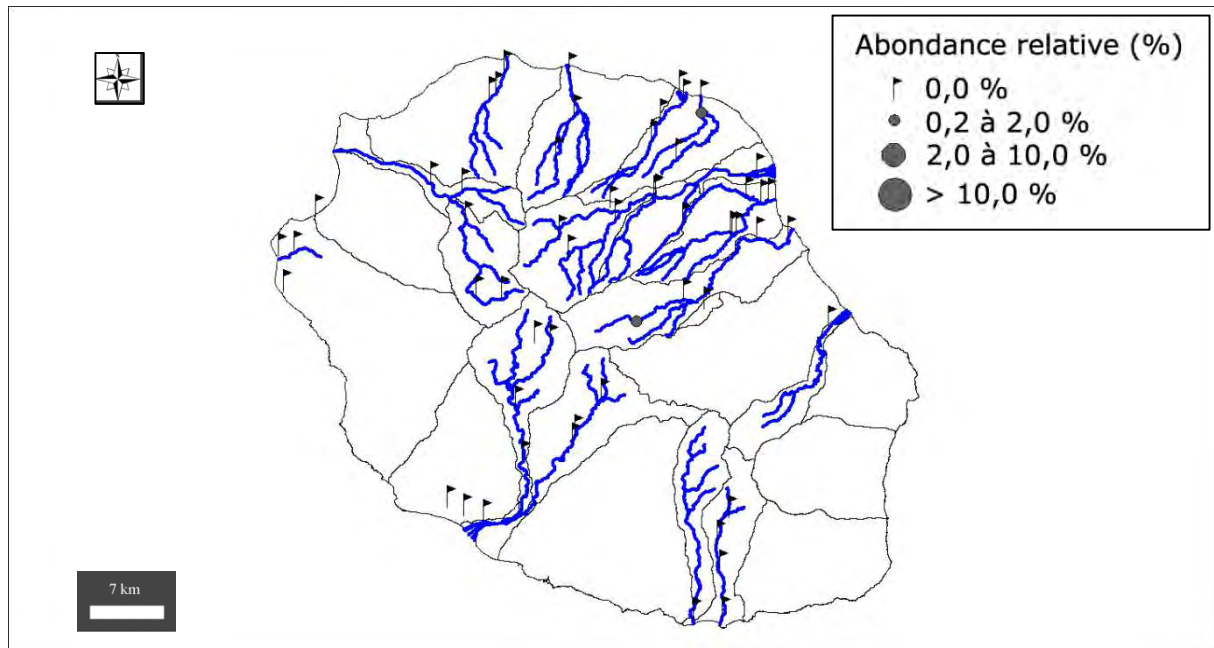 Abondance relative (%)
0,0 %
0,2 à 2,0 %
2,0 à 10,0 %
> 10,0 %
7 km